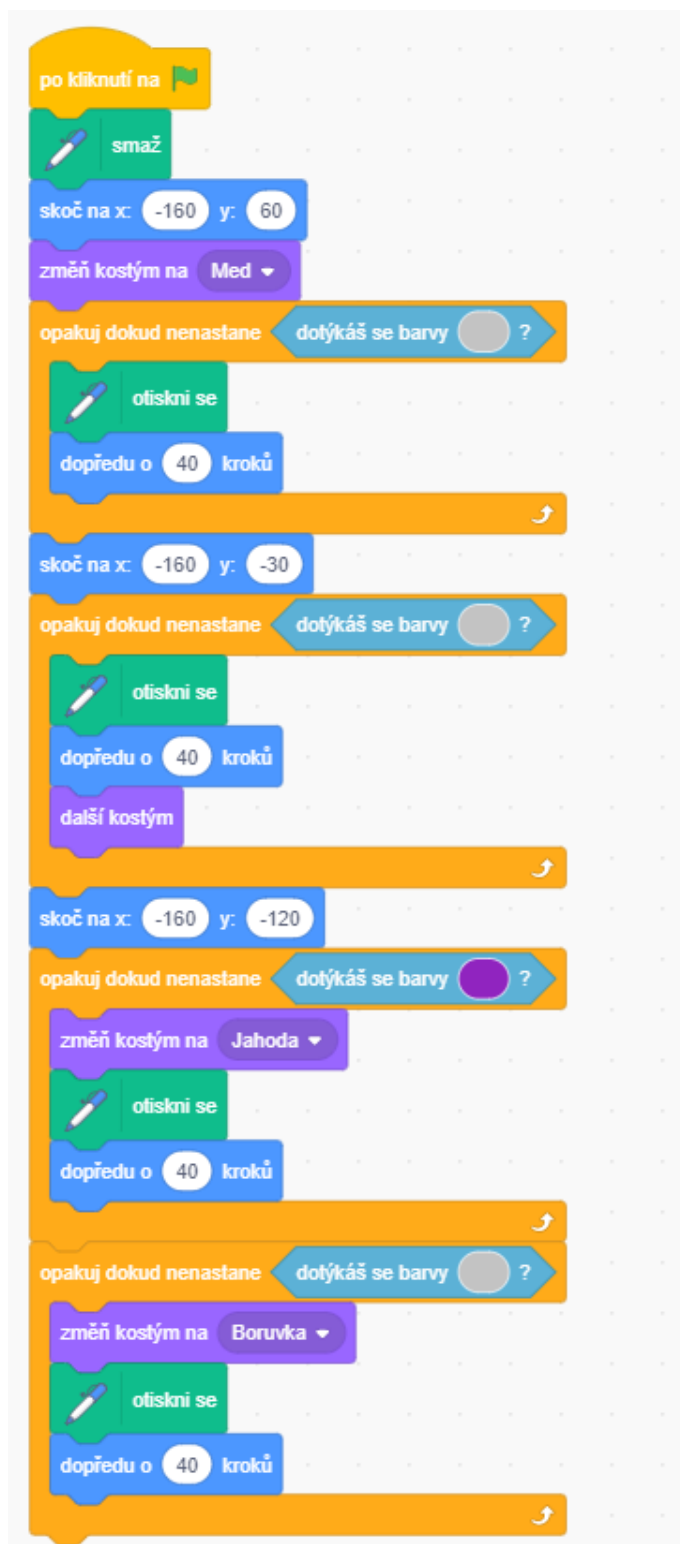 po kliknutí na
smaž
skoč na x: -160 y: 60
změň kostým na Med
opakuj dokud nenastane dotýkáš se barvy ?
otiskni se
dopředu o 40 kroků
skoč na x: -160 y: -30
opakuj dokud nenastane dotýkáš se barvy ?
otiskni se
dopředu o 40 kroků
další kostým
skoč na x: -160 y: -120
opakuj dokud nenastane dotýkáš se barvy ?
změň kostým na Jahoda
otiskni se
dopředu o 40 kroků
opakuj dokud nenastane dotýkáš se barvy ?
změň kostým na Boruvka
otiskni se
dopředu o 40 kroků